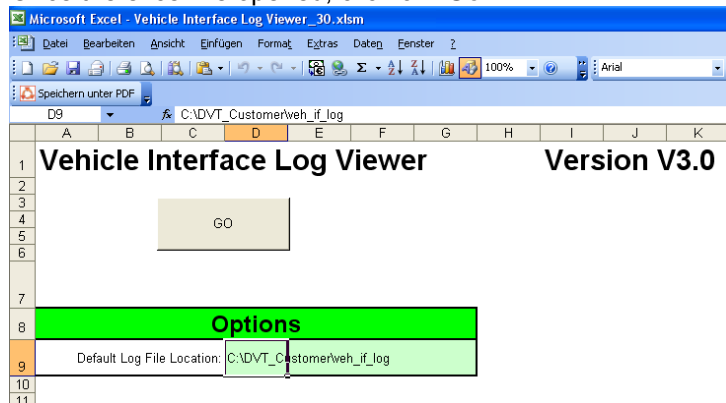 Microsoft Excel - Vehicle Interface Log Viewer_30.xlsm
Datei Bearbeiten Ansicht Einfügen Format Extras Daten Fenster ?
100% Arial
Speichern unter PDF
D9 fx C:\DVT_Customer\veh_if_log
A B C D E F G H I J K
1 Vehicle Interface Log Viewer Version V3.0
2
3
4 GO
5
6
7
8 Options
9 Default Log File Location: C:\DVT_Customer\veh_if_log
10
11